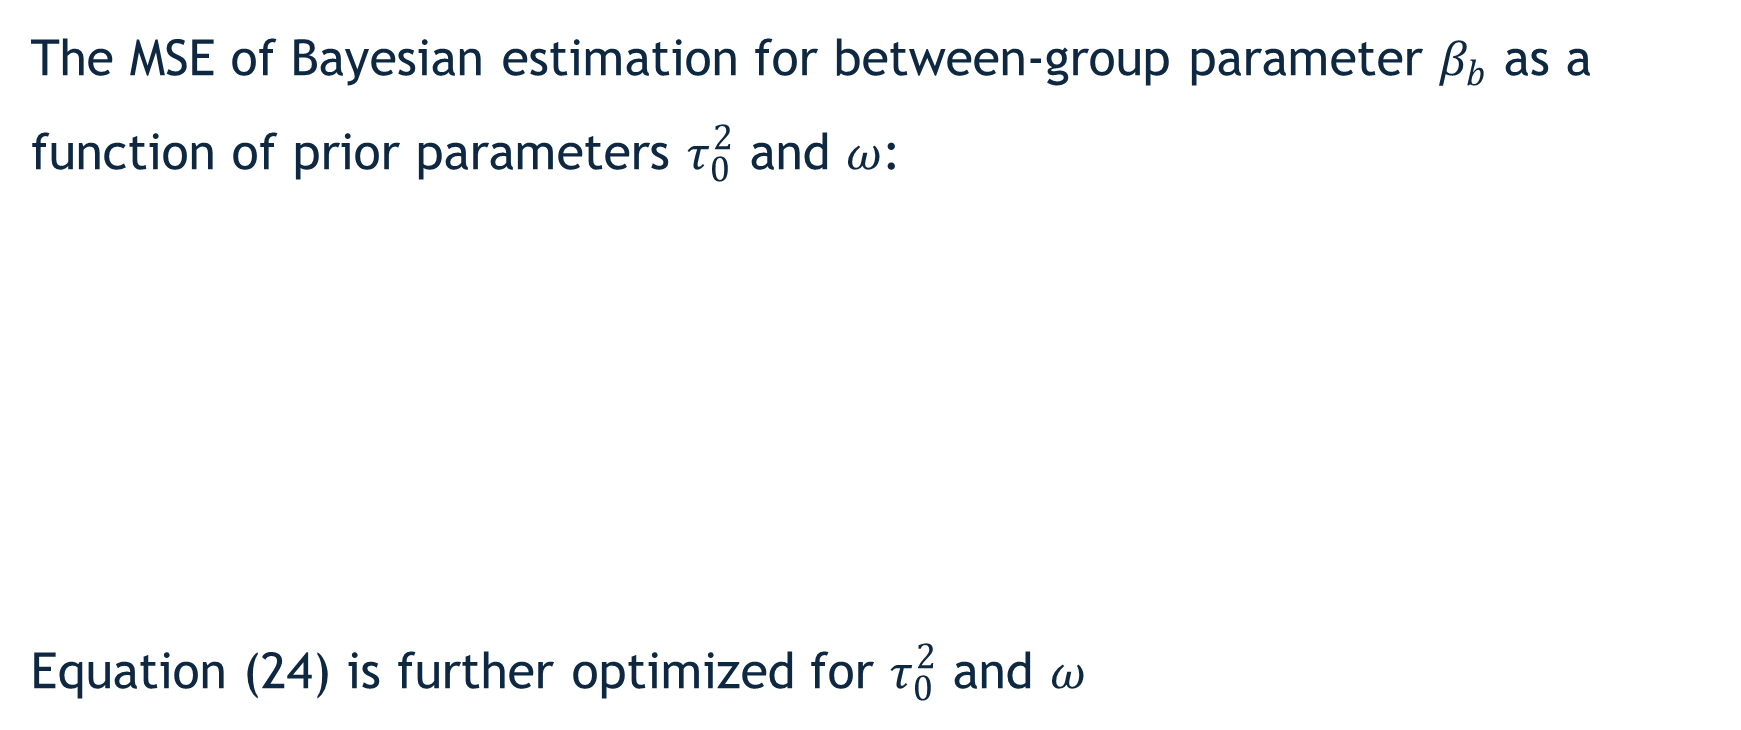 The MSE of Bayesian estimation for between-group parameter β_b as a
function of prior parameters τ₀² and ω:
Equation (24) is further optimized for τ₀² and ω